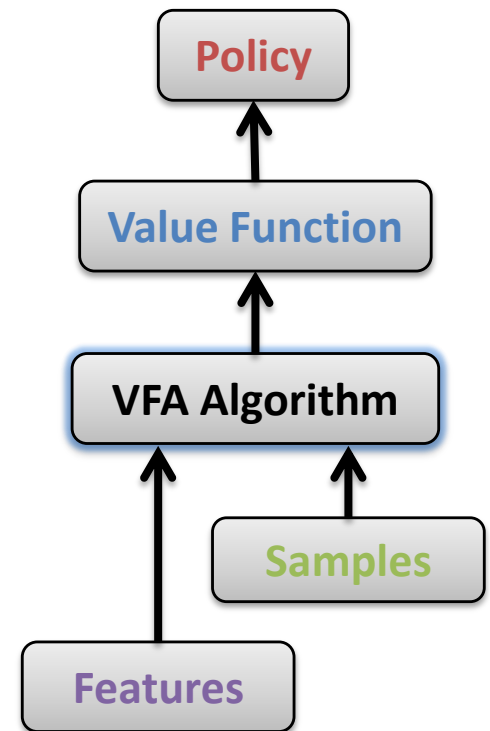 Policy
Value Function
VFA Algorithm
Samples
Features